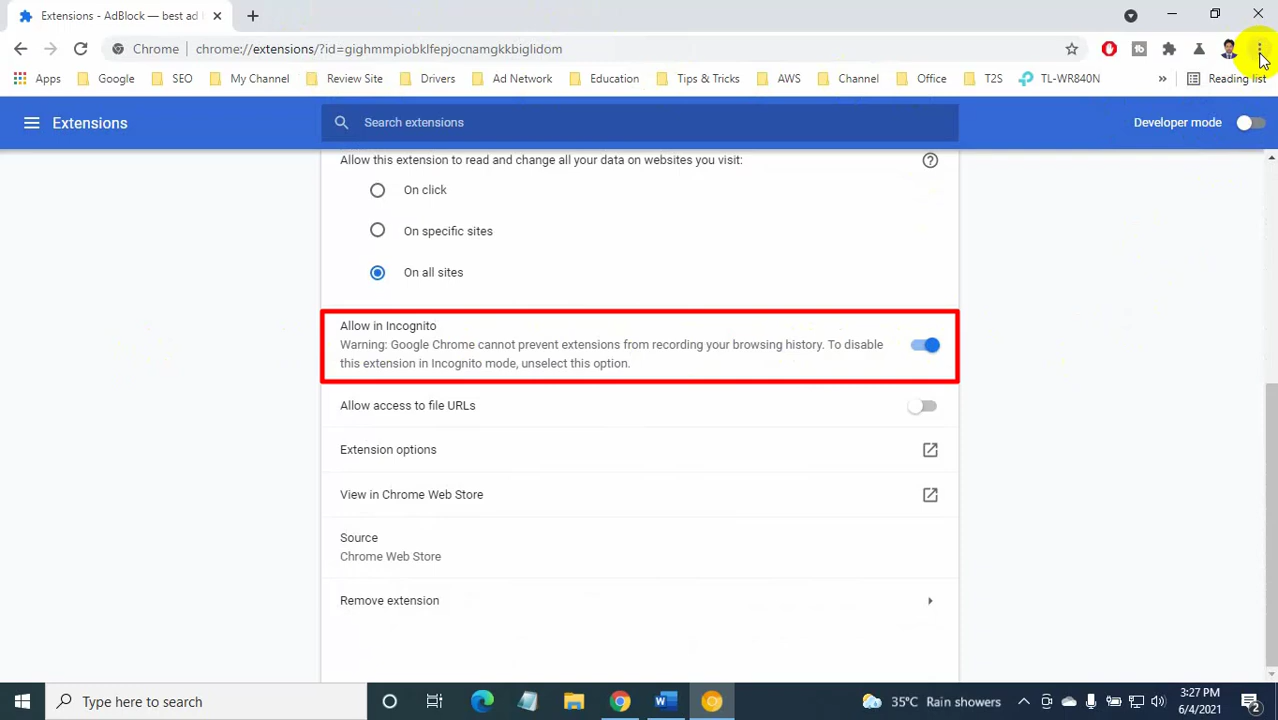 Extensions - AdBlock — best ad
Chrome chrome://extensions/?id=gighmmpiobklfepjocnamgkkbiglidom
Apps Google SEO My Channel Review Site Drivers Ad Network Education Tips & Tricks AWS Channel Office T2S TL-WR840N » Reading list
Extensions Search extensions Developer mode
Allow this extension to read and change all your data on websites you visit:
On click
On specific sites
On all sites
Allow in Incognito
Warning: Google Chrome cannot prevent extensions from recording your browsing history. To disable
this extension in Incognito mode, unselect this option.
Allow access to file URLs
Extension options
View in Chrome Web Store
Source
Chrome Web Store
Remove extension
Type here to search 35°C Rain showers 3:27 PM
6/4/2021 2